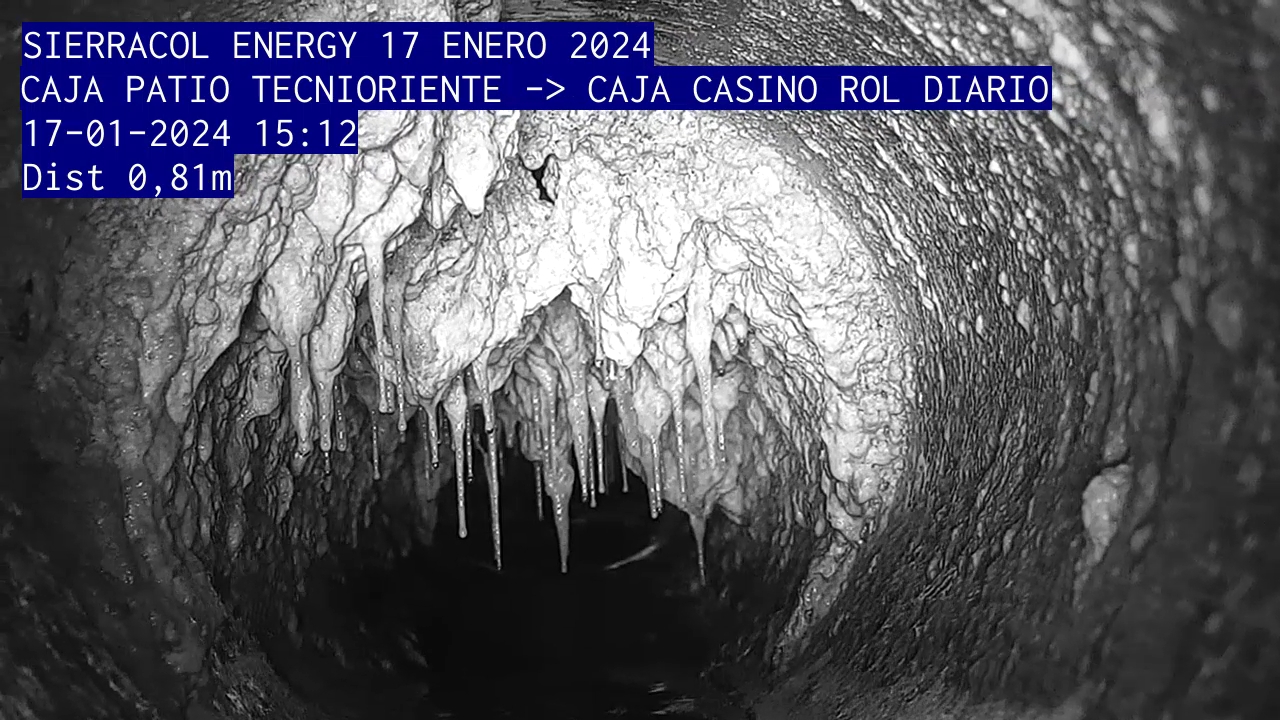 SIERRACOL ENERGY 17 ENERO 2024
CAJA PATIO TECNIORIENTE -> CAJA CASINO ROL DIARIO
17-01-2024 15:12
Dist 0,81m